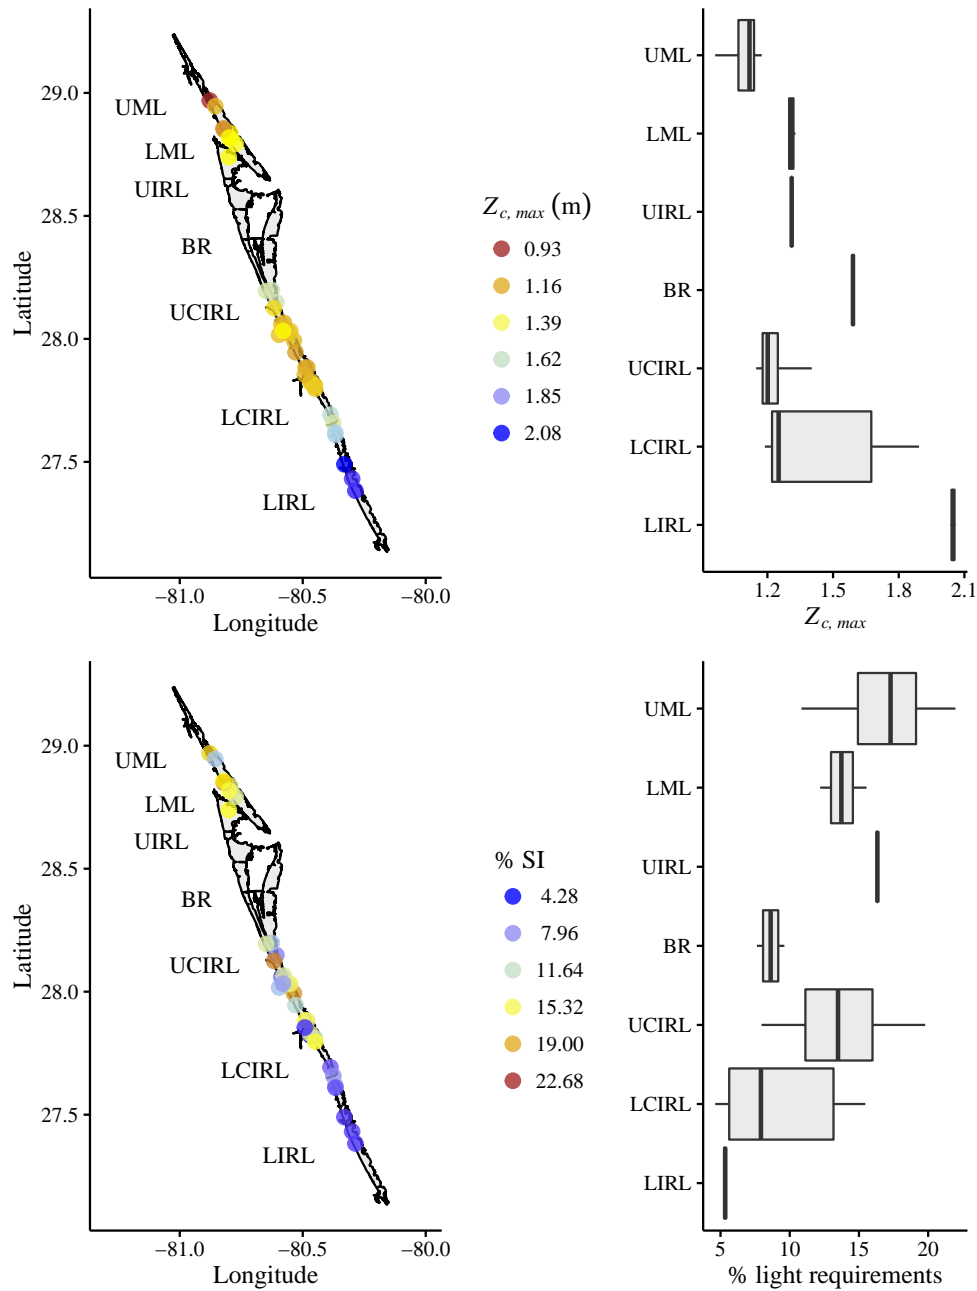 29.0
28.5
28.0
27.5
Latitude
UML
LML
UIRL
BR
UCIRL
LCIRL
LIRL
−81.0
−80.5
−80.0
Longitude
Zc, max (m)
0.93
1.16
1.39
1.62
1.85
2.08
UML
LML
UIRL
BR
UCIRL
LCIRL
LIRL
1.2
1.5
1.8
2.1
Zc, max
29.0
28.5
28.0
27.5
Latitude
UML
LML
UIRL
BR
UCIRL
LCIRL
LIRL
−81.0
−80.5
−80.0
Longitude
% SI
4.28
7.96
11.64
15.32
19.00
22.68
UML
LML
UIRL
BR
UCIRL
LCIRL
LIRL
5
10
15
20
% light requirements